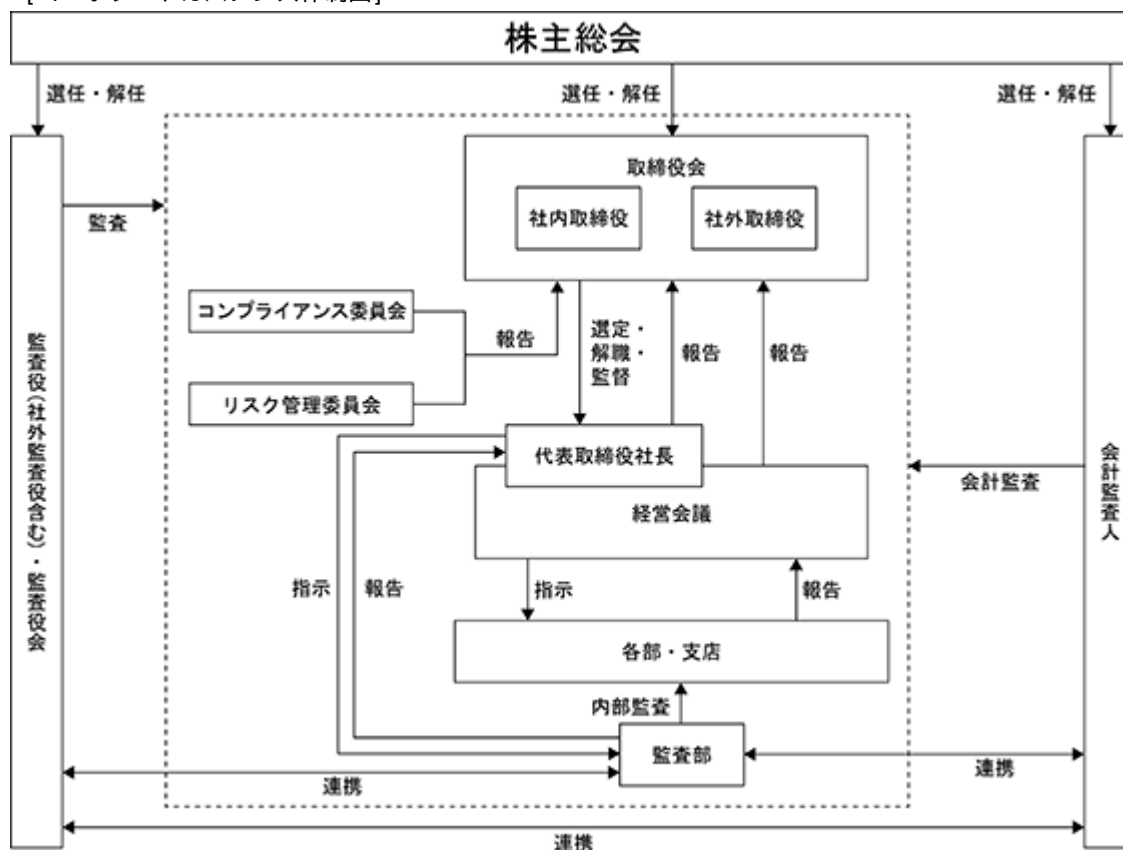 株主総会
選任・解任
選任・解任
選任・解任
取締役会
社内取締役
社外取締役
監査
コンプライアンス委員会
リスク管理委員会
報告
選定・
解職・
監督
報告
報告
代表取締役社長
経営会議
会計監査
監査役(社外監査役含む)・監査役会
会計監査人
指示
報告
指示
報告
各部・支店
内部監査
監査部
連携
連携
連携